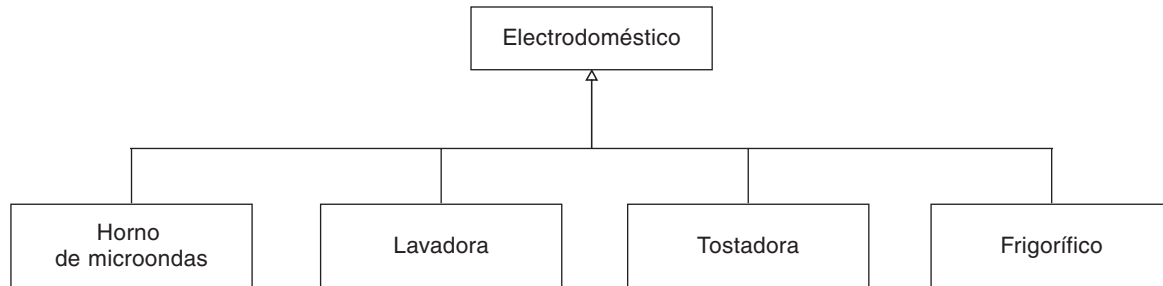 Electrodoméstico
Horno
de microondas
Lavadora
Tostadora
Frigorífico